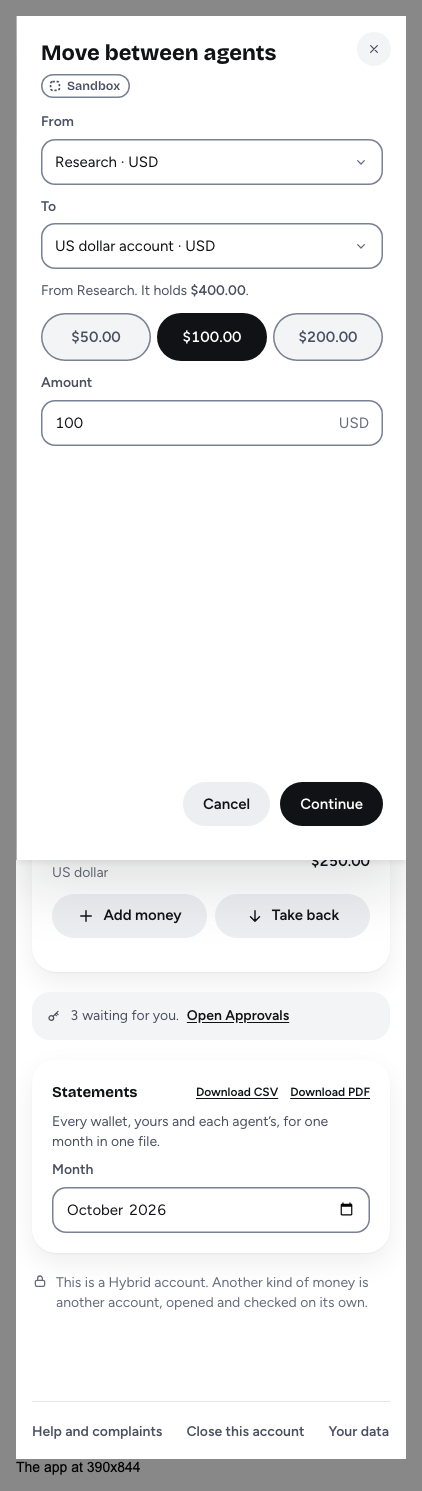 Move between agents
Sandbox
From
Research · USD
To
US dollar account · USD
From Research. It holds $400.00.
$50.00 $100.00 $200.00
Amount
100 USD
Cancel Continue
$250.00
US dollar
Add money Take back
3 waiting for you. Open Approvals
Statements Download CSV Download PDF
Every wallet, yours and each agent's, for one
month in one file.
Month
October 2026
This is a Hybrid account. Another kind of money is
another account, opened and checked on its own.
Help and complaints Close this account Your data
The app at 390x844